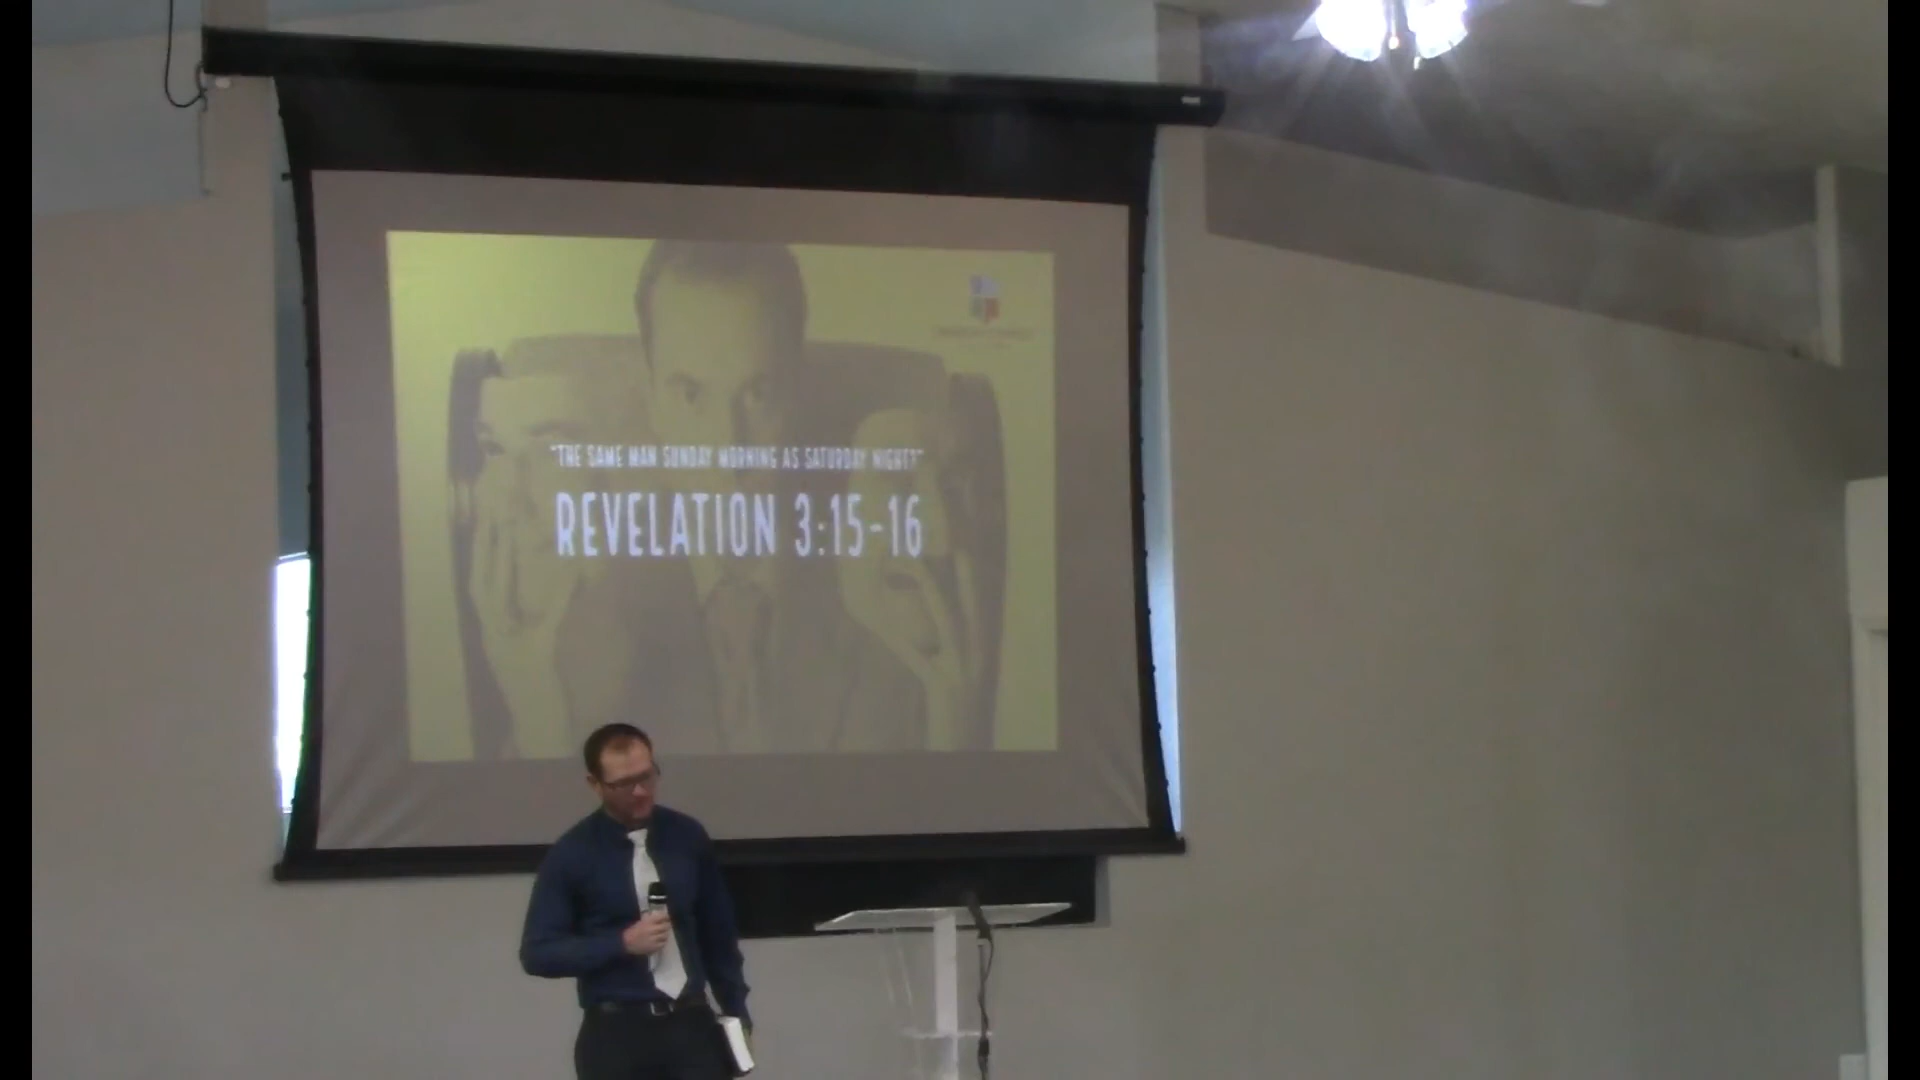 "THE SAME MAN SUNDAY MORNING AS SATURDAY NIGHT?"
REVELATION 3:15-16